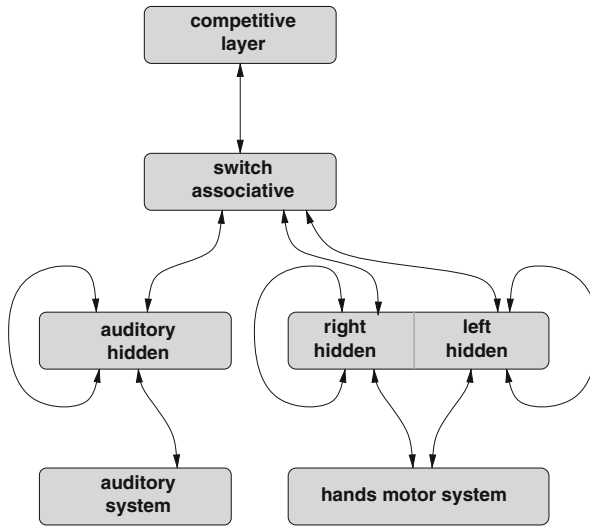 competitive
layer
switch
associative
auditory
hidden
right
hidden
left
hidden
auditory
system
hands motor system